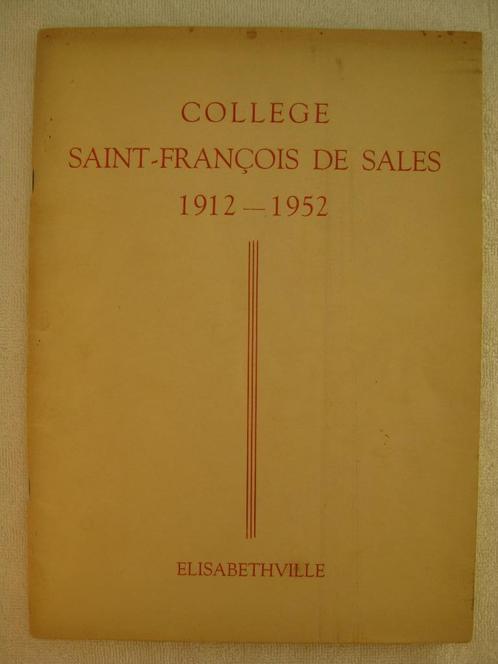 COLLEGE
SAINT-FRANÇOIS DE SALES
1912 — 1952
ELISABETHVILLE